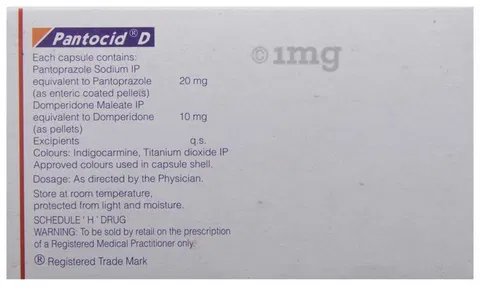 Pantocid® D
©1mg
Each capsule contains:
Pantoprazole Sodium IP
equivalent to Pantoprazole 20 mg
(as enteric coated pellets)
Domperidone Maleate IP
equivalent to Domperidone 10 mg
(as pellets)
Excipients q.s.
Colours: Indigocarmine, Titanium dioxide IP
Approved colours used in capsule shell.
Dosage: As directed by the Physician.
Store at room temperature,
protected from light and moisture.
SCHEDULE 'H' DRUG
WARNING: To be sold by retail on the prescription
of a Registered Medical Practitioner only.
® Registered Trade Mark